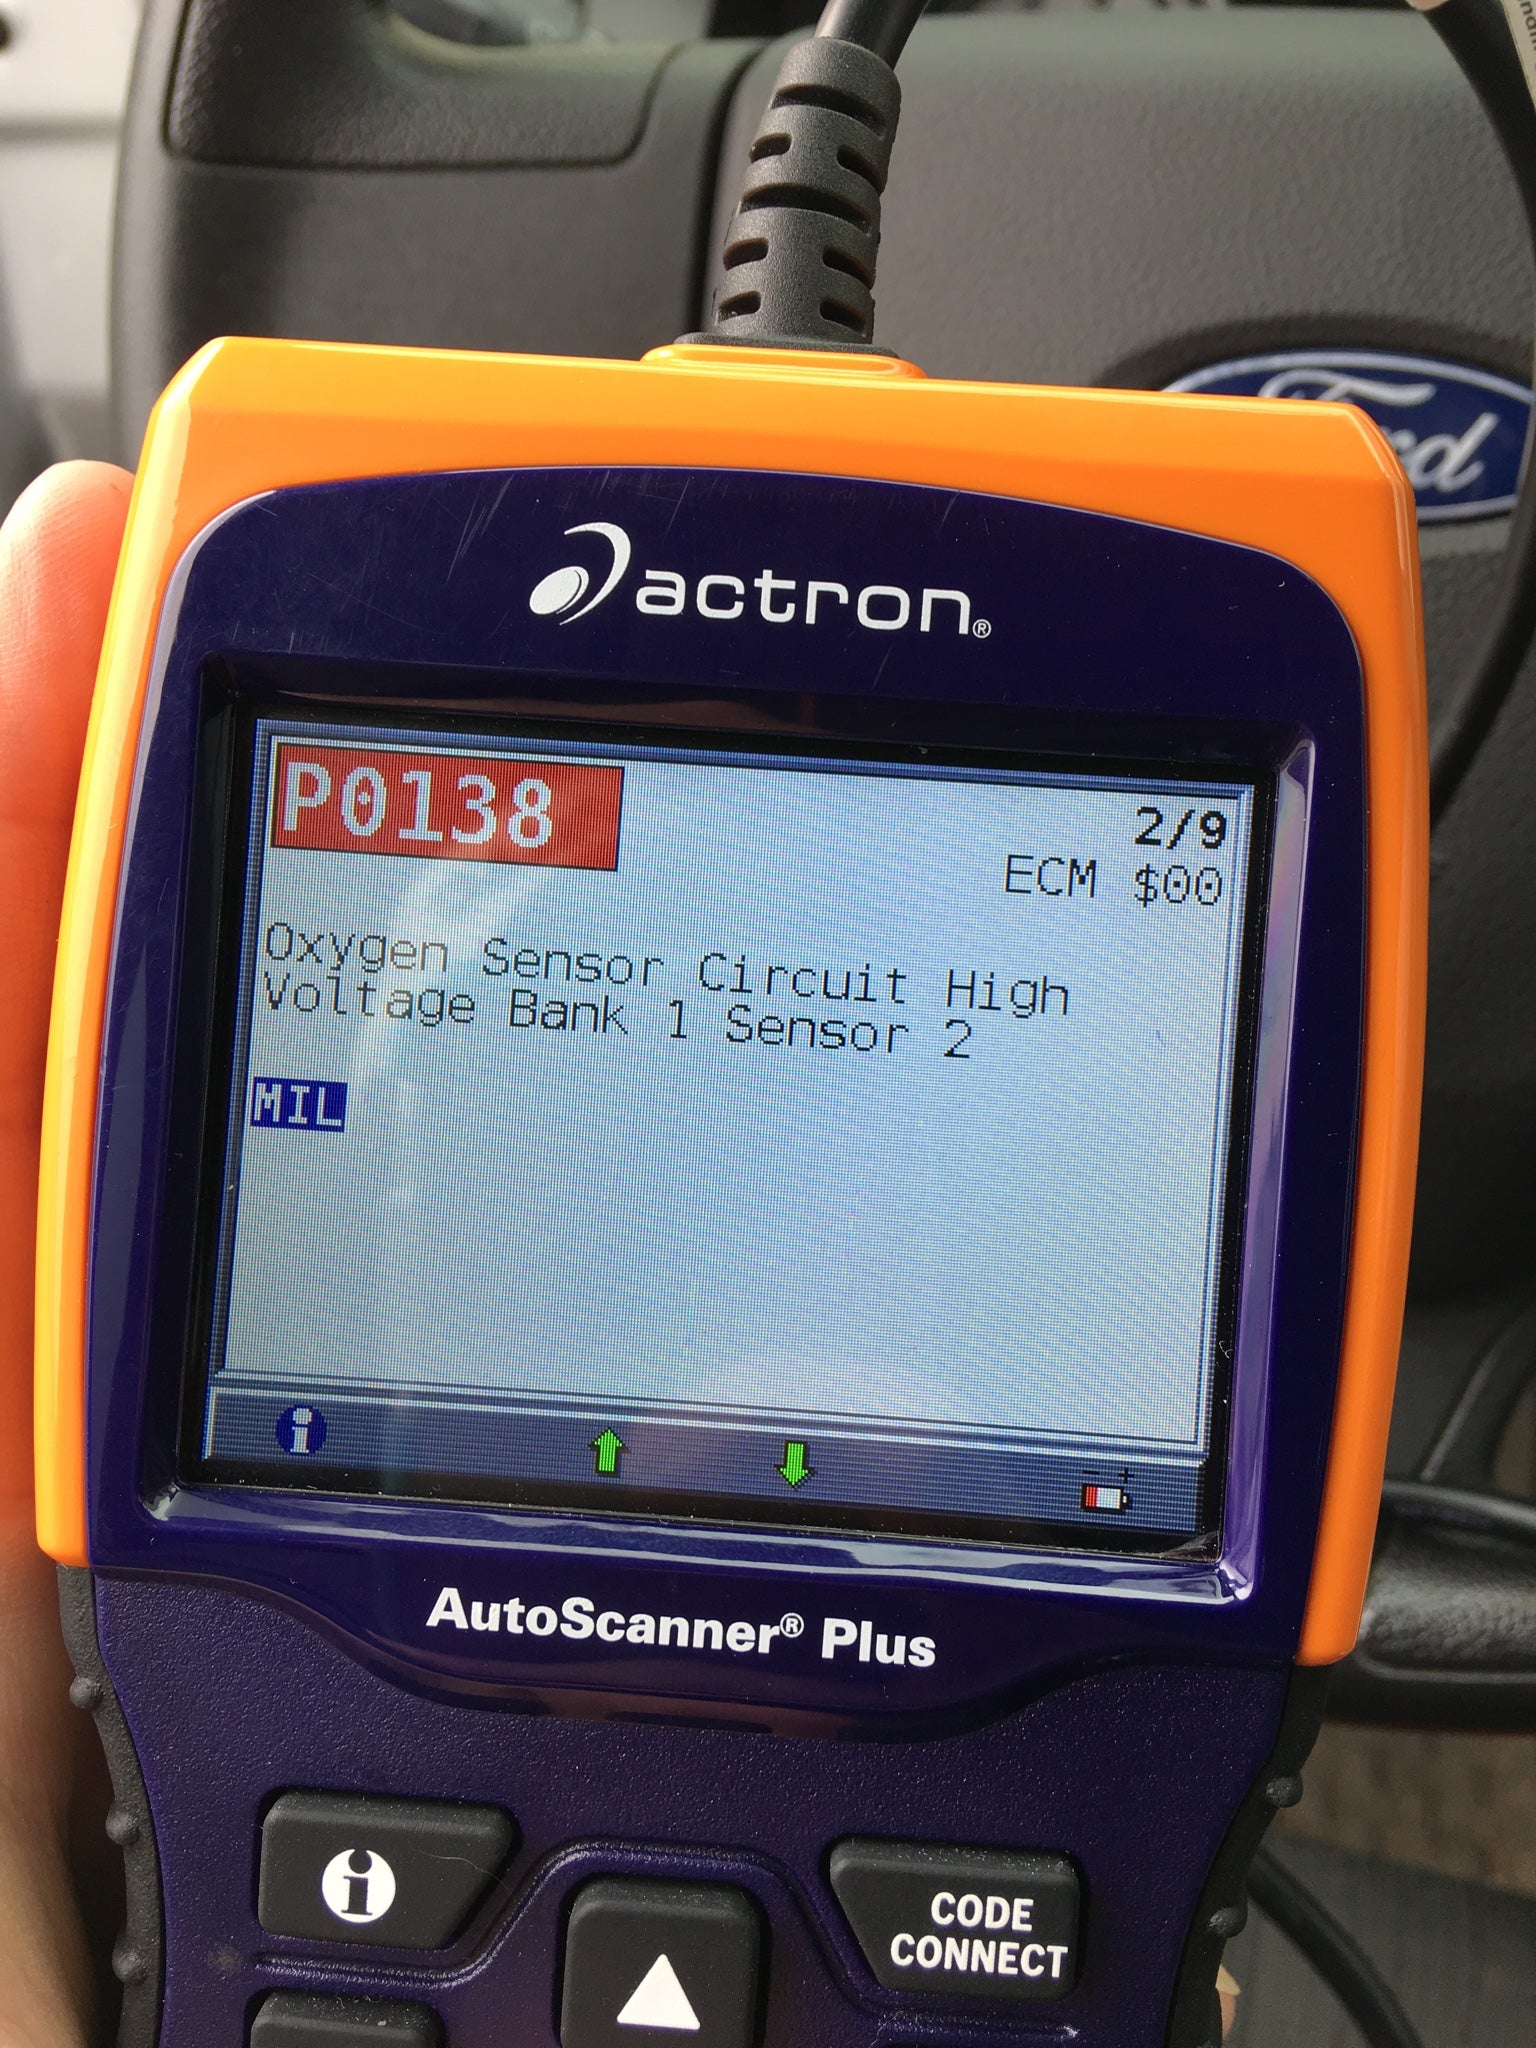 Ford
actron®
P0138
2/9
ECM $00
Oxygen Sensor Circuit High
Voltage Bank 1 Sensor 2
MIL
i
- +
AutoScanner® Plus
i
CODE
CONNECT